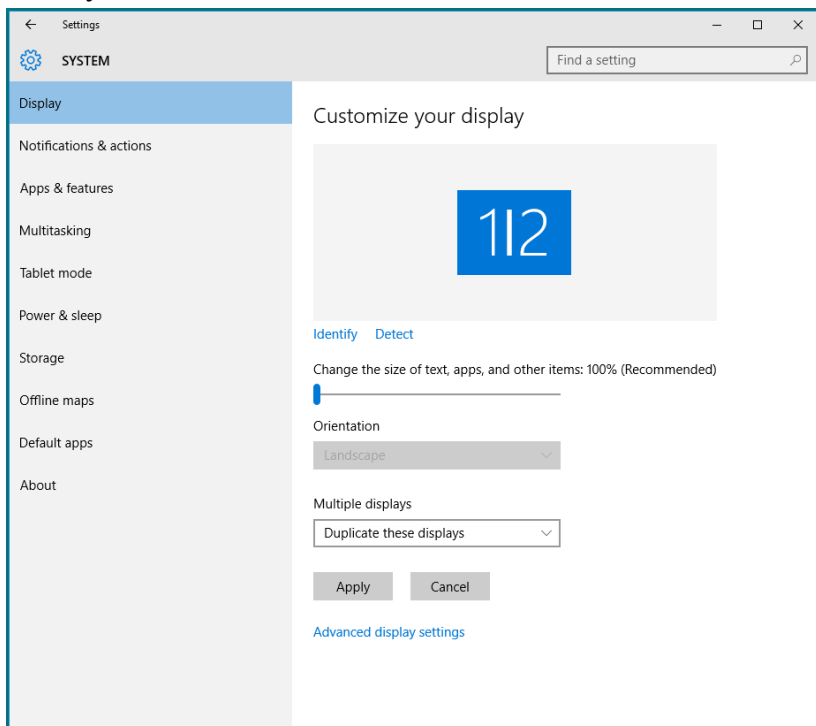 Settings
SYSTEM
Find a setting
Display
Notifications & actions
Apps & features
Multitasking
Tablet mode
Power & sleep
Storage
Offline maps
Default apps
About
Customize your display
1|2
Identify Detect
Change the size of text, apps, and other items: 100% (Recommended)
Orientation
Landscape
Multiple displays
Duplicate these displays
Apply Cancel
Advanced display settings